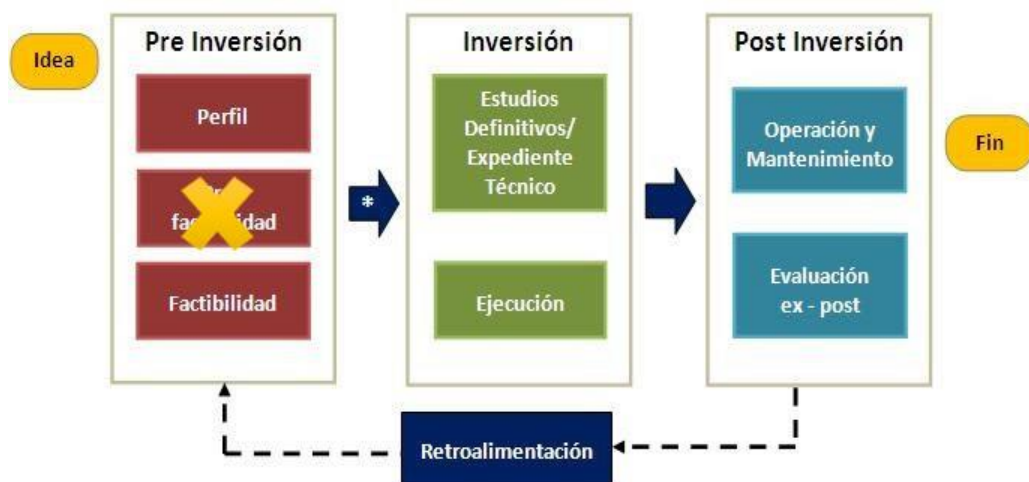 Idea
Pre Inversión
Perfil
factibilidad
Factibilidad
*
Inversión
Estudios
Definitivos/
Expediente
Técnico
Ejecución
Post Inversión
Operación y
Mantenimiento
Evaluación
ex - post
Fin
Retroalimentación